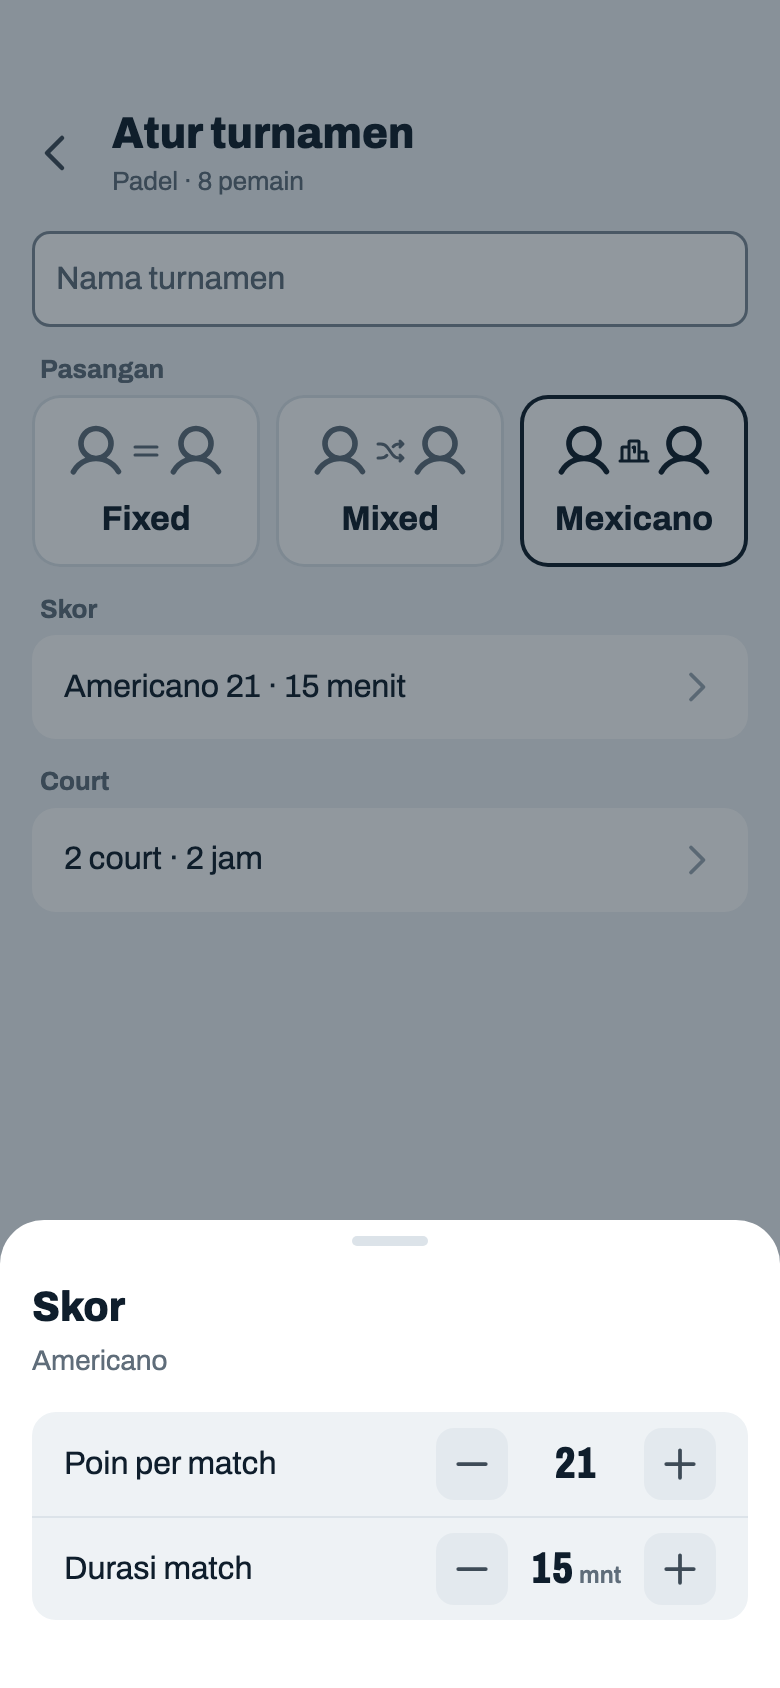 Atur turnamen
Padel · 8 pemain
Nama turnamen
Pasangan
Fixed
Mixed
Mexicano
Skor
Americano 21 · 15 menit
Court
2 court · 2 jam
Skor
Americano
Poin per match
21
Durasi match
15 mnt